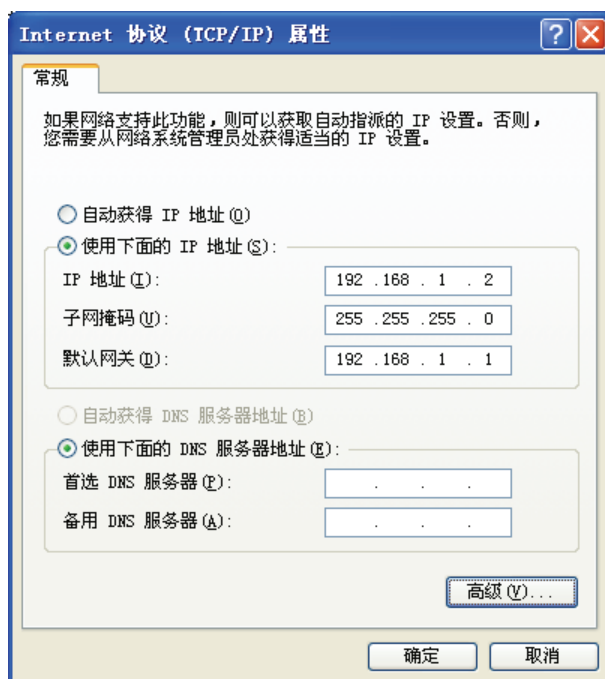 Internet 协议 (TCP/IP) 属性
常规
如果网络支持此功能，则可以获取自动指派的 IP 设置。否则，
您需要从网络系统管理员处获得适当的 IP 设置。
自动获得 IP 地址(O)
使用下面的 IP 地址(S):
IP 地址(I): 192 .168 . 1 . 2
子网掩码(U): 255 .255 .255 . 0
默认网关(D): 192 .168 . 1 . 1
自动获得 DNS 服务器地址(B)
使用下面的 DNS 服务器地址(E):
首选 DNS 服务器(P): . . .
备用 DNS 服务器(A): . . .
高级(V)...
确定 取消